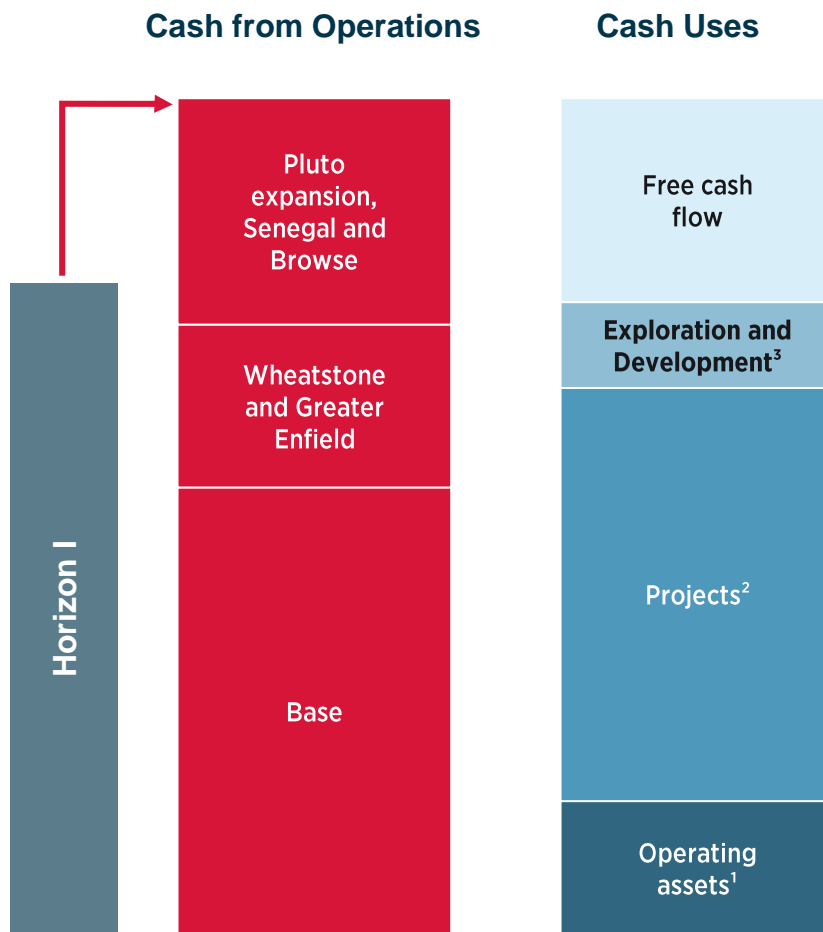 Cash from Operations
Cash Uses
Pluto
expansion,
Senegal and
Browse
Wheatstone
and Greater
Enfield
Base
Horizon I
Free cash
flow
Exploration and
Development³
Projects²
Operating
assets¹